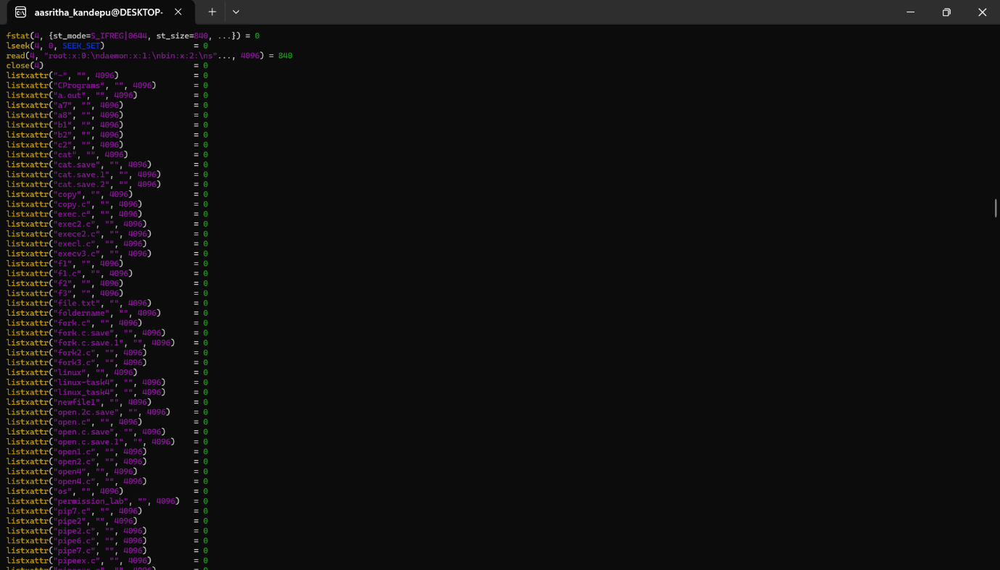 aasritha_kandepu@DESKTOP-
fstat(4, {st_mode=S_IFREG|0644, st_size=840, ...}) = 0
lseek(4, 0, SEEK_SET) = 0
read(4, "root:x:0:\ndaemon:x:1:\nbin:x:2:\ns"..., 4096) = 840
close(4) = 0
listxattr("-", "", 4096) = 0
listxattr("CPrograms", "", 4096) = 0
listxattr("a.out", "", 4096) = 0
listxattr("a7", "", 4096) = 0
listxattr("a8", "", 4096) = 0
listxattr("b1", "", 4096) = 0
listxattr("b2", "", 4096) = 0
listxattr("c2", "", 4096) = 0
listxattr("cat", "", 4096) = 0
listxattr("cat.save", "", 4096) = 0
listxattr("cat.save.1", "", 4096) = 0
listxattr("cat.save.2", "", 4096) = 0
listxattr("copy", "", 4096) = 0
listxattr("copy.c", "", 4096) = 0
listxattr("exec.c", "", 4096) = 0
listxattr("exec2.c", "", 4096) = 0
listxattr("exece2.c", "", 4096) = 0
listxattr("execl.c", "", 4096) = 0
listxattr("execv3.c", "", 4096) = 0
listxattr("f1", "", 4096) = 0
listxattr("f1.c", "", 4096) = 0
listxattr("f2", "", 4096) = 0
listxattr("f3", "", 4096) = 0
listxattr("file.txt", "", 4096) = 0
listxattr("foldername", "", 4096) = 0
listxattr("fork.c", "", 4096) = 0
listxattr("fork.c.save", "", 4096) = 0
listxattr("fork.c.save.1", "", 4096) = 0
listxattr("fork2.c", "", 4096) = 0
listxattr("fork3.c", "", 4096) = 0
listxattr("linux", "", 4096) = 0
listxattr("linux-task4", "", 4096) = 0
listxattr("linux_task4", "", 4096) = 0
listxattr("newfile1", "", 4096) = 0
listxattr("open.2c.save", "", 4096) = 0
listxattr("open.c", "", 4096) = 0
listxattr("open.c.save", "", 4096) = 0
listxattr("open.c.save.1", "", 4096) = 0
listxattr("open1.c", "", 4096) = 0
listxattr("open2.c", "", 4096) = 0
listxattr("open4", "", 4096) = 0
listxattr("open4.c", "", 4096) = 0
listxattr("os", "", 4096) = 0
listxattr("permission_lab", "", 4096) = 0
listxattr("pip7.c", "", 4096) = 0
listxattr("pipe2", "", 4096) = 0
listxattr("pipe2.c", "", 4096) = 0
listxattr("pipe6.c", "", 4096) = 0
listxattr("pipe7.c", "", 4096) = 0
listxattr("pipeex.c", "", 4096) = 0